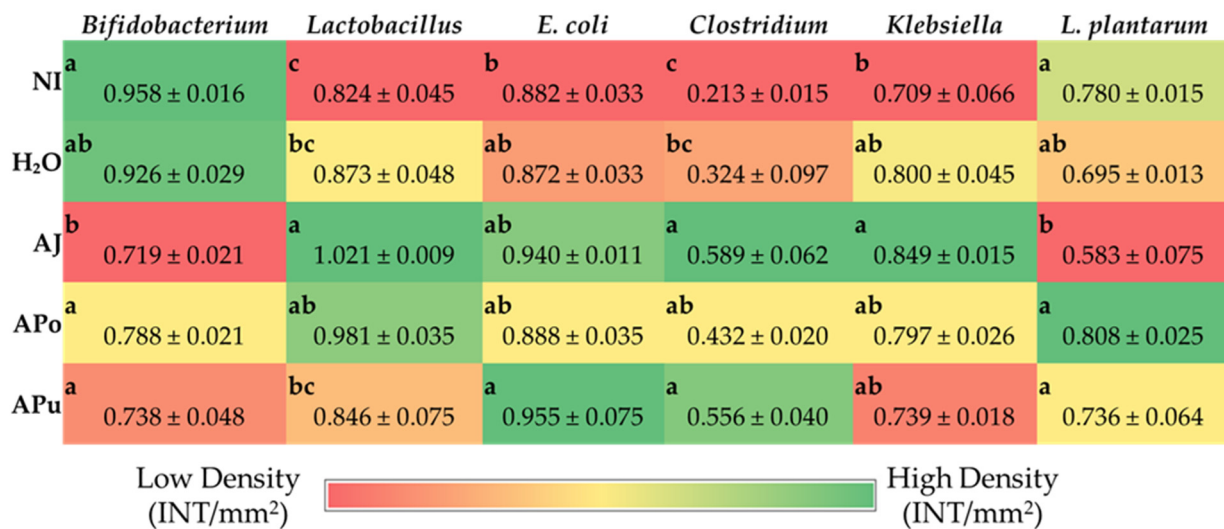 Bifidobacterium Lactobacillus E. coli Clostridium Klebsiella L. plantarum
a c b c b a
NI 0.958 ± 0.016 0.824 ± 0.045 0.882 ± 0.033 0.213 ± 0.015 0.709 ± 0.066 0.780 ± 0.015
ab bc ab bc ab ab
H₂O 0.926 ± 0.029 0.873 ± 0.048 0.872 ± 0.033 0.324 ± 0.097 0.800 ± 0.045 0.695 ± 0.013
b a ab a a b
AJ 0.719 ± 0.021 1.021 ± 0.009 0.940 ± 0.011 0.589 ± 0.062 0.849 ± 0.015 0.583 ± 0.075
a ab ab ab ab a
APo 0.788 ± 0.021 0.981 ± 0.035 0.888 ± 0.035 0.432 ± 0.020 0.797 ± 0.026 0.808 ± 0.025
a bc a a ab a
APu 0.738 ± 0.048 0.846 ± 0.075 0.955 ± 0.075 0.556 ± 0.040 0.739 ± 0.018 0.736 ± 0.064
Low Density High Density
(INT/mm²) (INT/mm²)